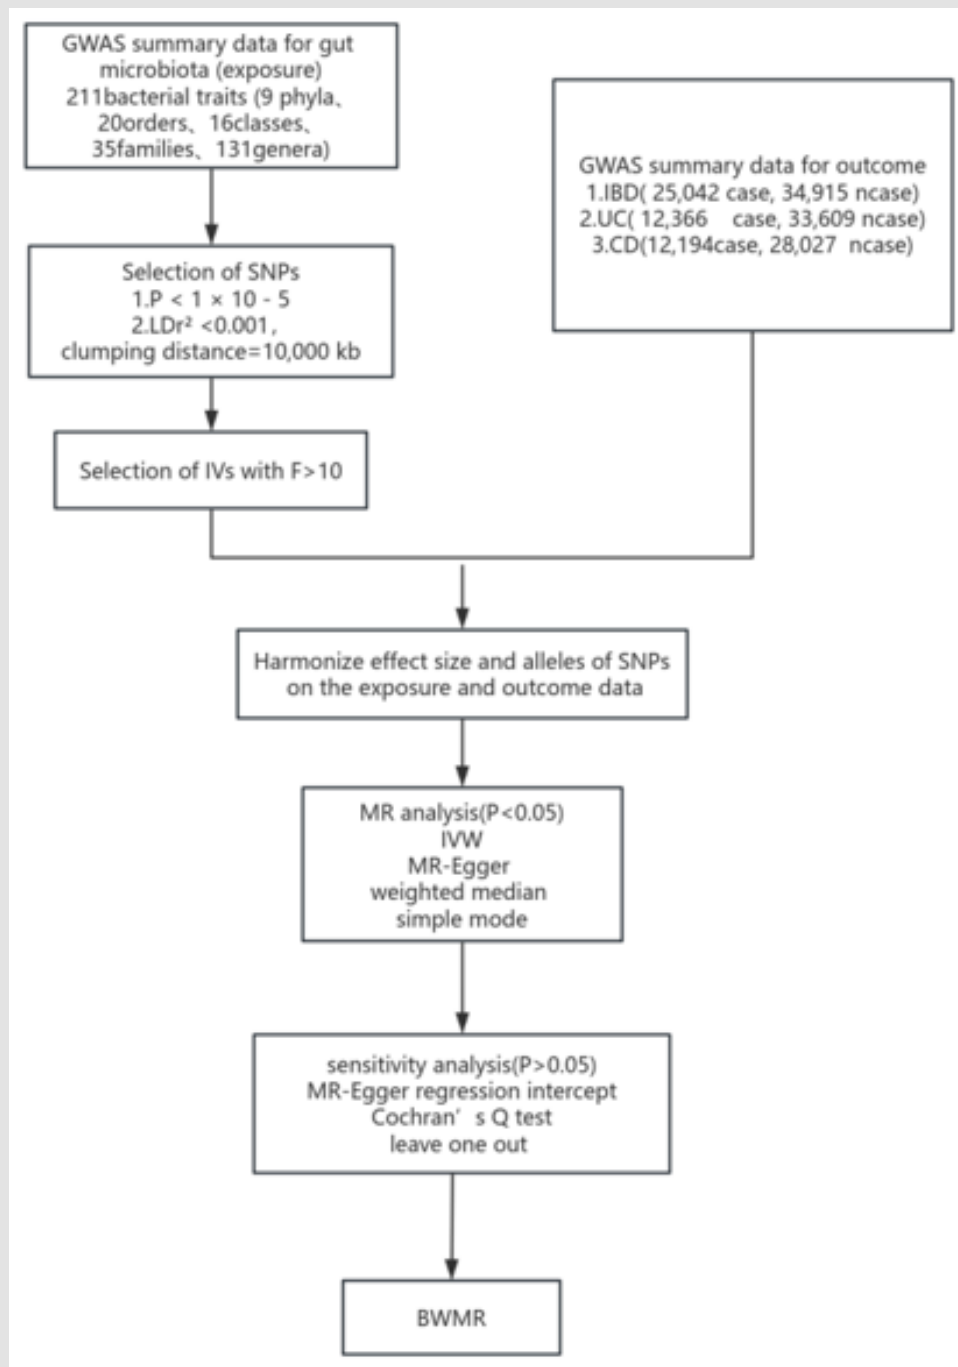 GWAS summary data for gut
microbiota (exposure)
211bacterial traits (9 phyla、
20orders、16classes、
35families、131genera)
GWAS summary data for outcome
1.IBD( 25,042 case, 34,915 ncase)
2.UC( 12,366 case, 33,609 ncase)
3.CD(12,194case, 28,027 ncase)
Selection of SNPs
1.P < 1 × 10 - 5
2.LDr² <0.001,
clumping distance=10,000 kb
Selection of IVs with F>10
Harmonize effect size and alleles of SNPs
on the exposure and outcome data
MR analysis(P<0.05)
IVW
MR-Egger
weighted median
simple mode
sensitivity analysis(P>0.05)
MR-Egger regression intercept
Cochran’ s Q test
leave one out
BWMR